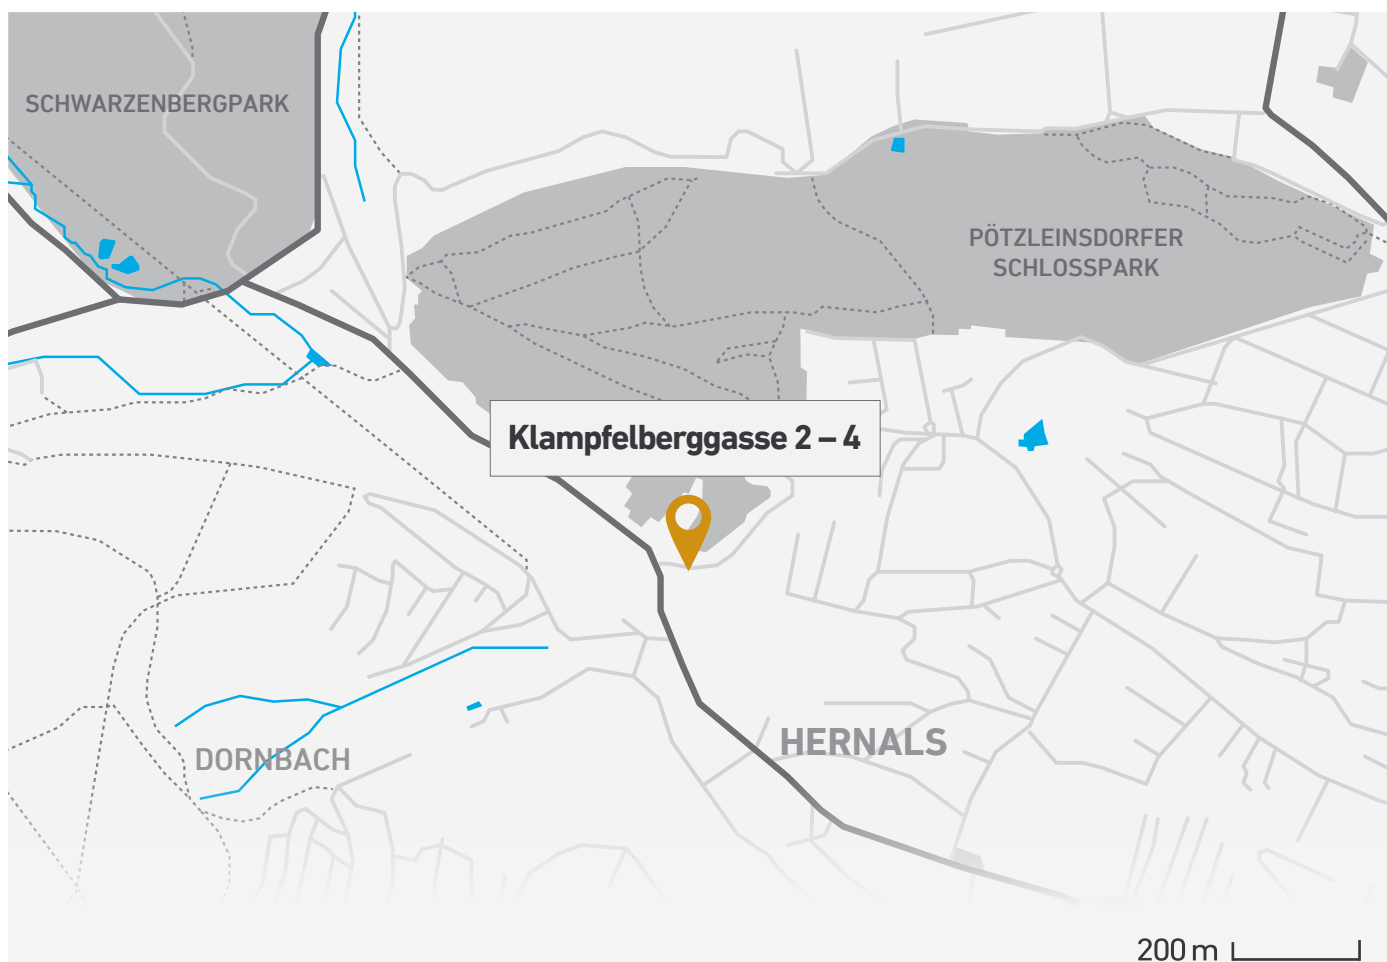 SCHWARZENBERGPARK
PÖTZLEINSDORFER
SCHLOSSPARK
Klampfelberggasse 2 – 4
HERNALS
DORNBACH
200 m